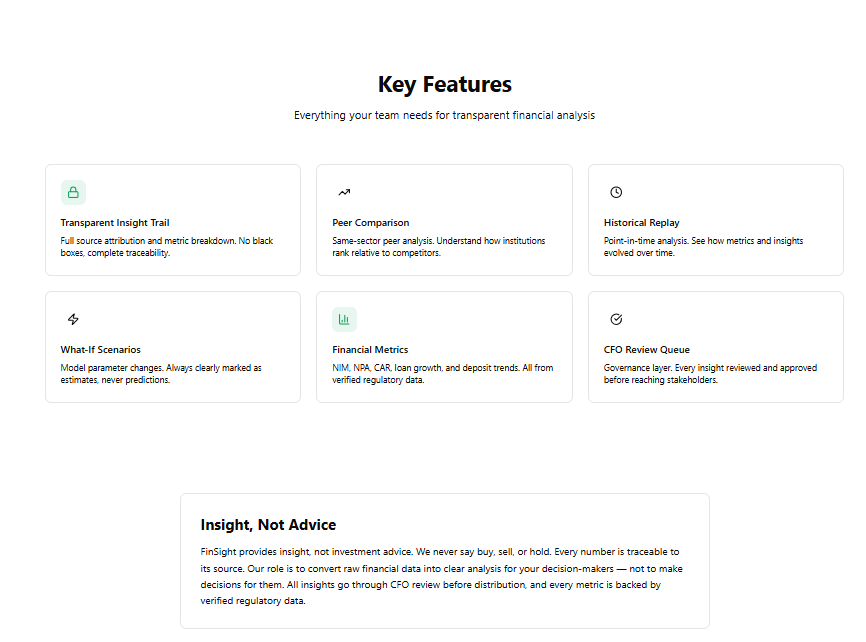 Key Features
Everything your team needs for transparent financial analysis
Transparent Insight Trail
Full source attribution and metric breakdown. No black
boxes, complete traceability.
Peer Comparison
Same-sector peer analysis. Understand how institutions
rank relative to competitors.
Historical Replay
Point-in-time analysis. See how metrics and insights
evolved over time.
What-If Scenarios
Model parameter changes. Always clearly marked as
estimates, never predictions.
Financial Metrics
NIM, NPA, CAR, loan growth, and deposit trends. All from
verified regulatory data.
CFO Review Queue
Governance layer. Every insight reviewed and approved
before reaching stakeholders.
Insight, Not Advice
FinSight provides insight, not investment advice. We never say buy, sell, or hold. Every number is traceable to
its source. Our role is to convert raw financial data into clear analysis for your decision-makers — not to make
decisions for them. All insights go through CFO review before distribution, and every metric is backed by
verified regulatory data.